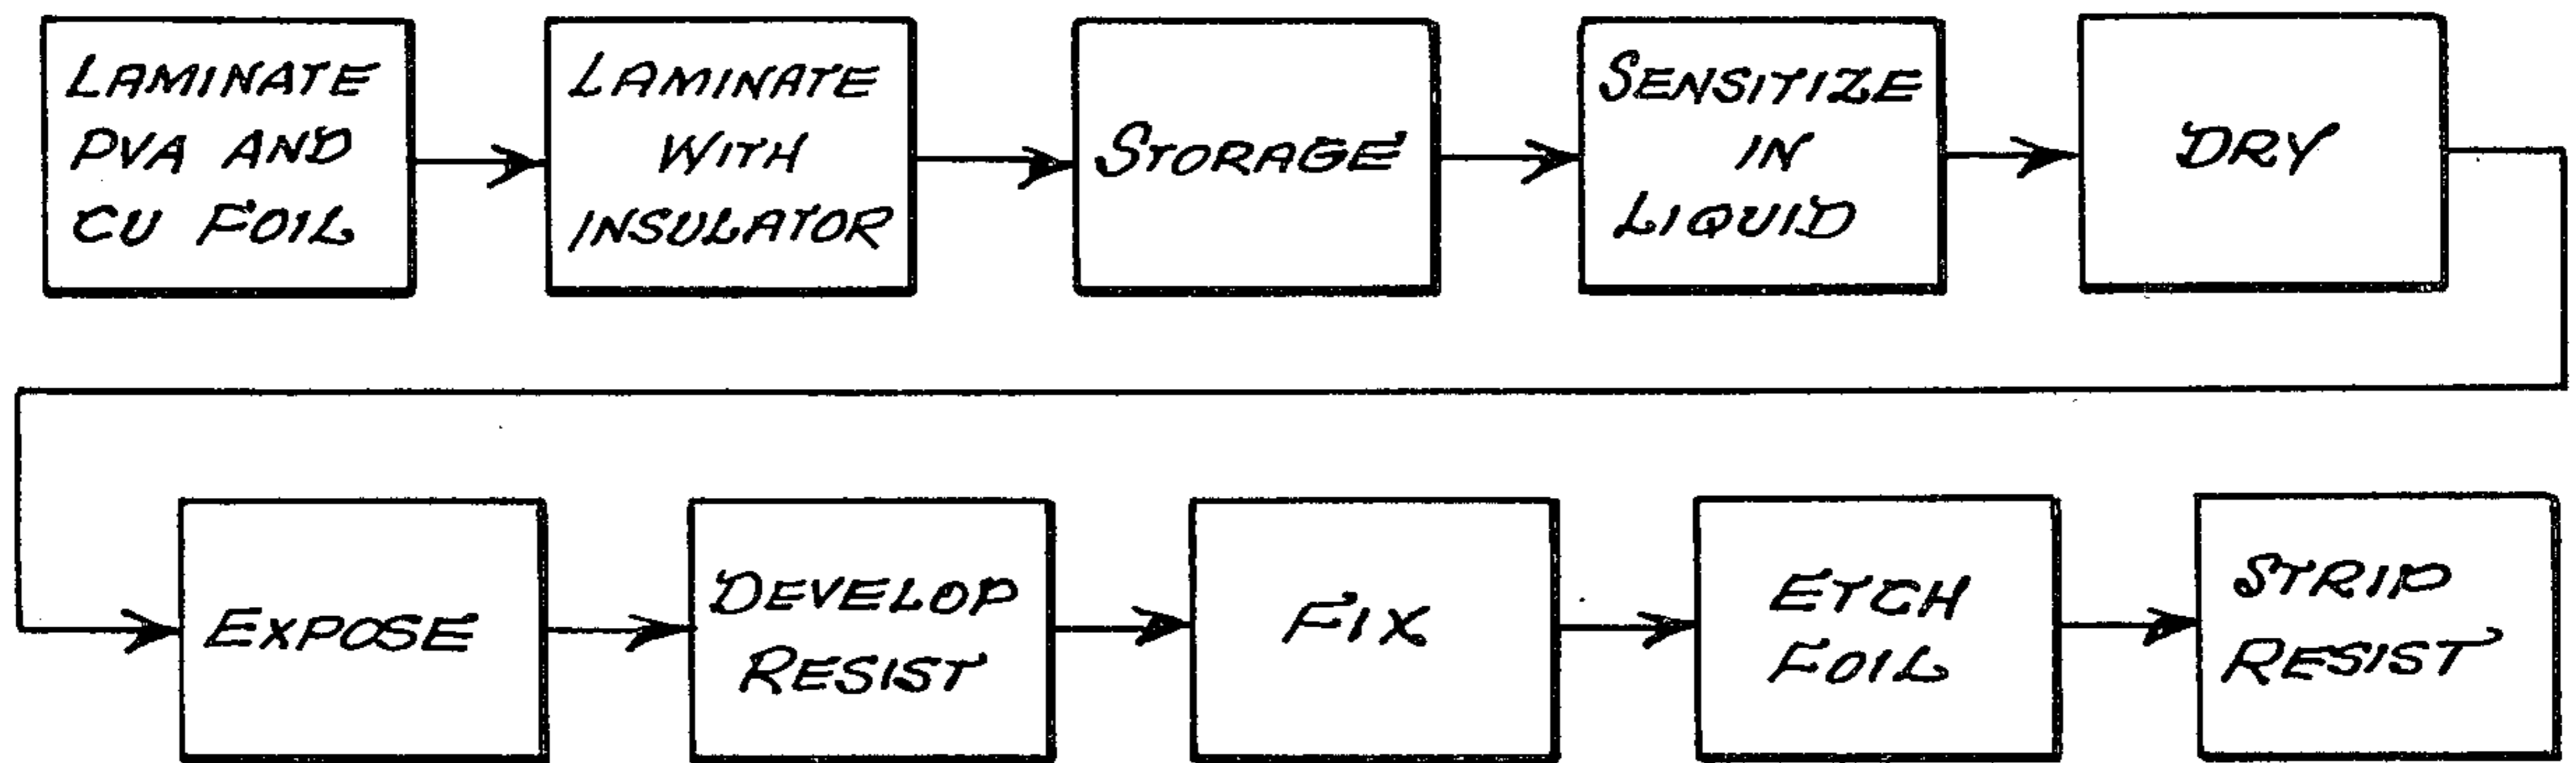 LAMINATE
PVA AND
CU FOIL
LAMINATE
WITH
INSULATOR
STORAGE
SENSITIZE
IN
LIQUID
DRY
EXPOSE
DEVELOP
RESIST
FIX
ETCH
FOIL
STRIP
RESIST